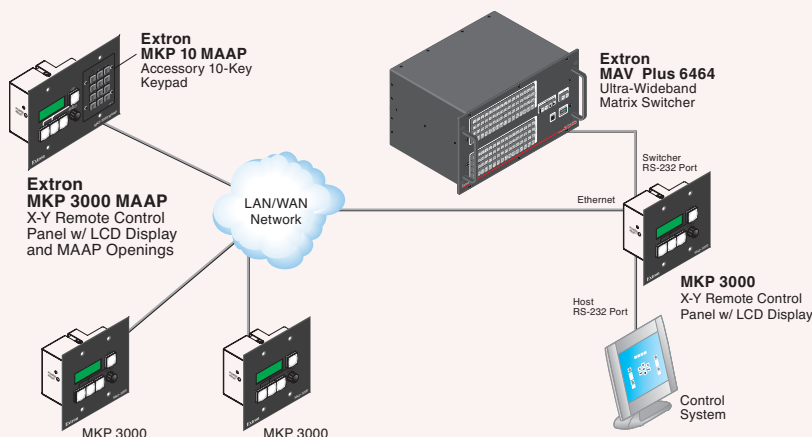 Extron
MKP 10 MAAP
Accessory 10-Key
Keypad
Extron
MAV Plus 6464
Ultra-Wideband
Matrix Switcher
Extron
Extron
MKP 3000 MAAP
X-Y Remote Control
Panel w/ LCD Display
and MAAP Openings
LAN/WAN
Network
Ethernet
Switcher
RS-232 Port
Extron
MKP 3000
X-Y Remote Control
Panel w/ LCD Display
Host
RS-232 Port
Control
System
Extron
MKP 3000
Extron
MKP 3000